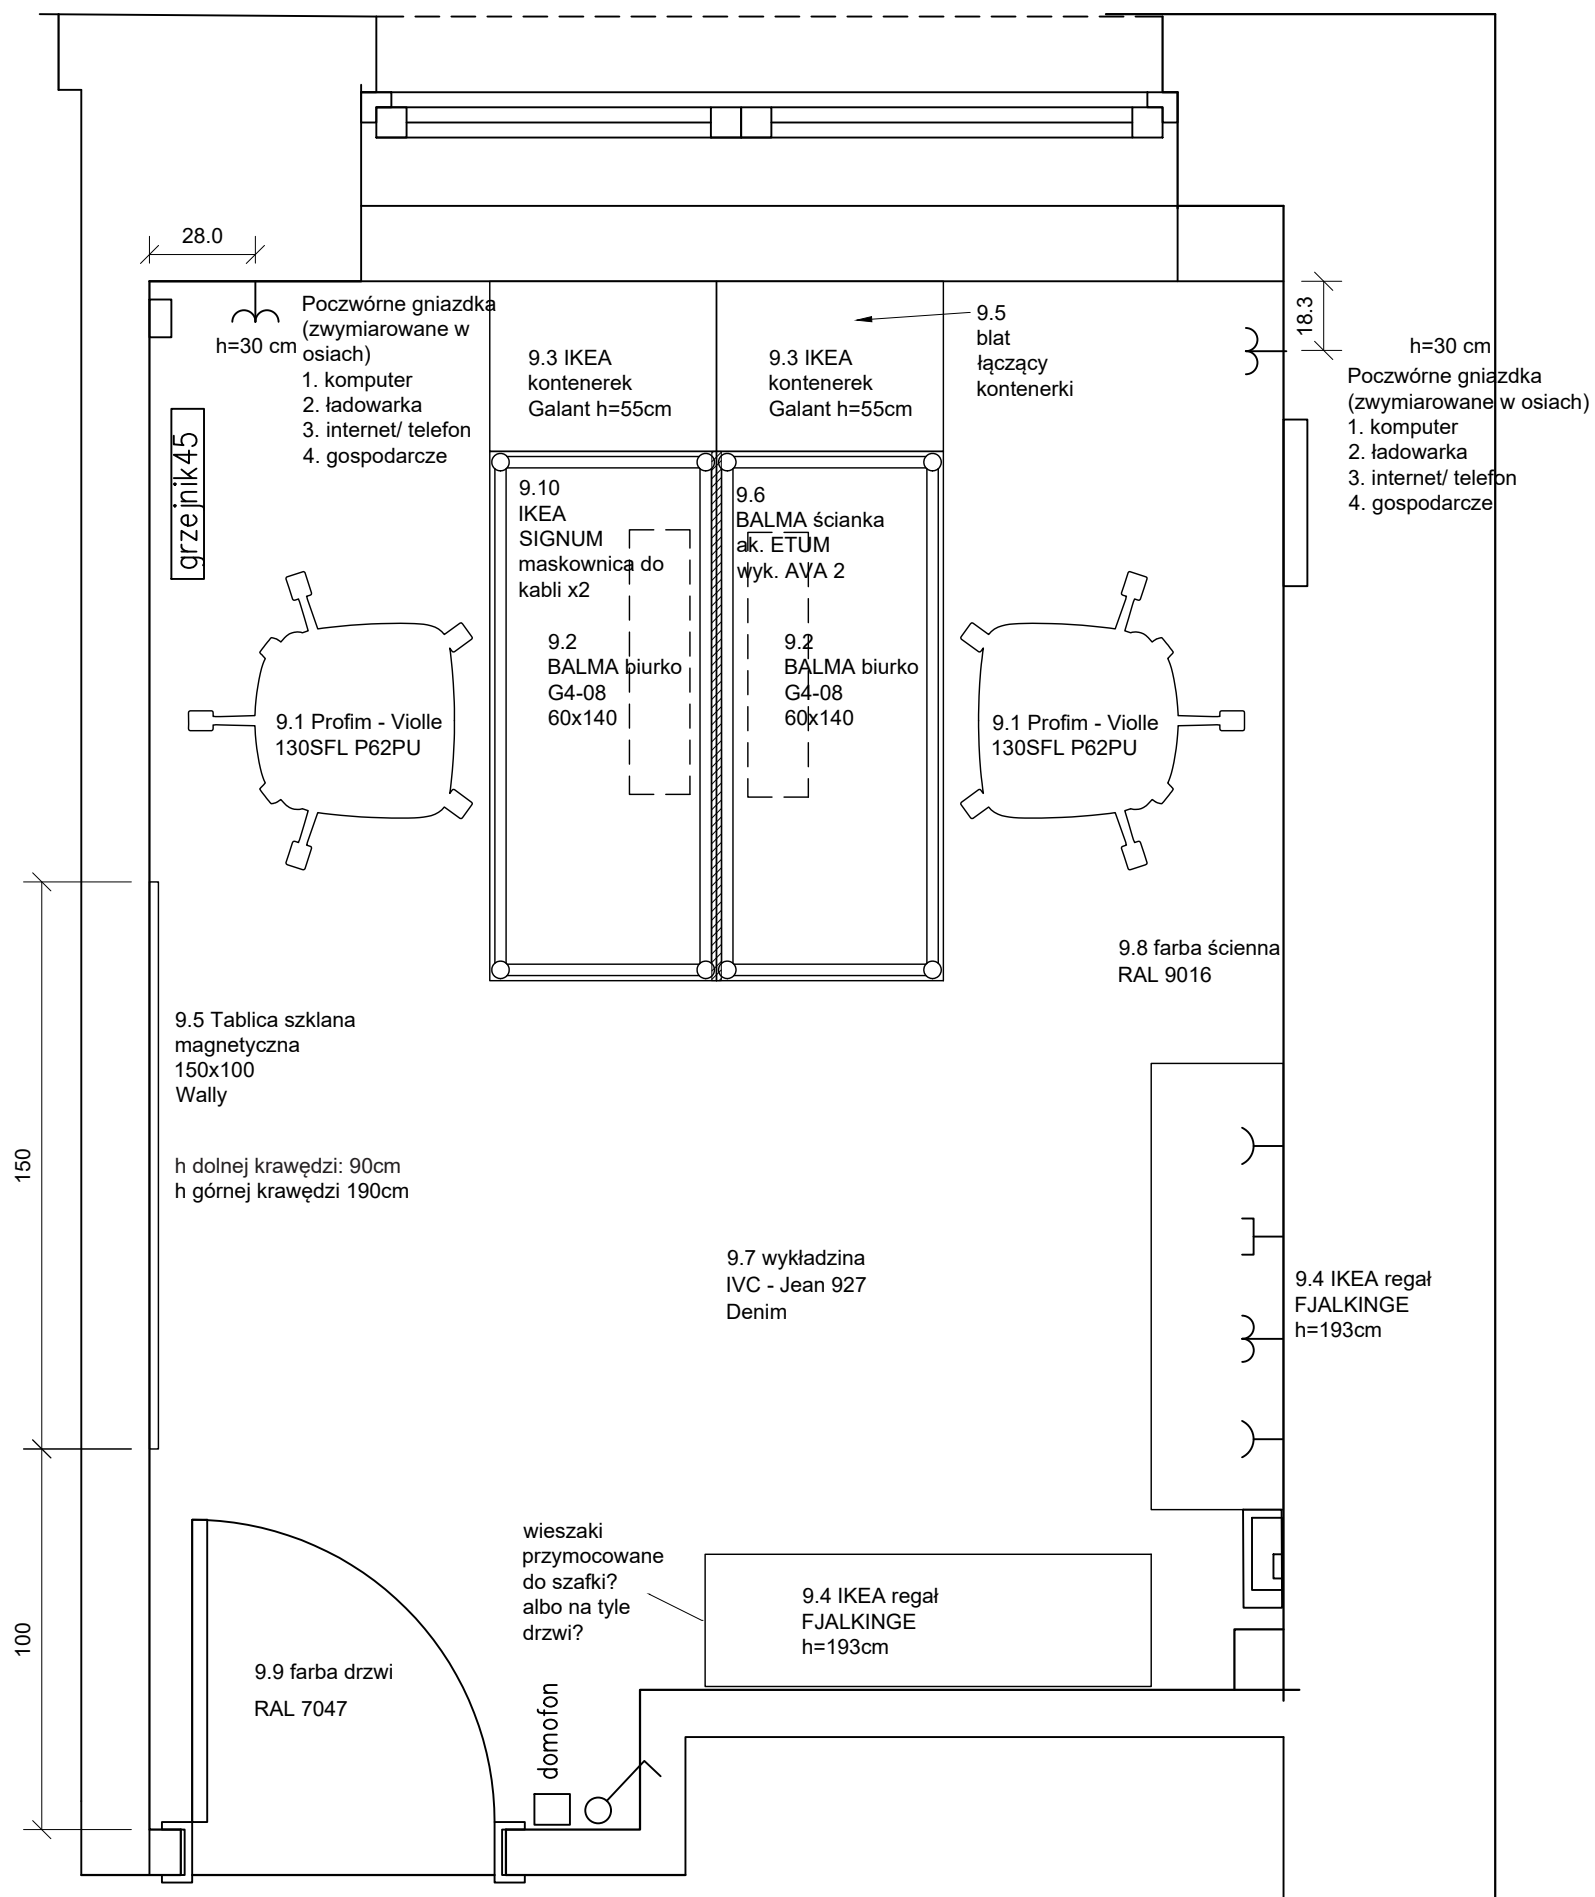 28.0
Poczwórne gniazdka
(zwymiarowane w
osiach)
1. komputer
2. ładowarka
3. internet/ telefon
4. gospodarcze
h=30 cm
grzejnik45
9.3 IKEA
kontenerek
Galant h=55cm
9.3 IKEA
kontenerek
Galant h=55cm
9.5
blat
łączący
kontenerki
18.3
h=30 cm
Poczwórne gniazdka
(zwymiarowane w osiach)
1. komputer
2. ładowarka
3. internet/ telefon
4. gospodarcze
9.10
IKEA
SIGNUM
maskownica do
kabli x2
9.6
BALMA ścianka
ak. ETUM
wyk. AVA 2
9.2
BALMA biurko
G4-08
60x140
9.2
BALMA biurko
G4-08
60x140
9.1 Profim - Violle
130SFL P62PU
9.1 Profim - Violle
130SFL P62PU
9.8 farba ścienna
RAL 9016
9.5 Tablica szklana
magnetyczna
150x100
Wally
h dolnej krawędzi: 90cm
h górnej krawędzi 190cm
150
9.7 wykładzina
IVC - Jean 927
Denim
9.4 IKEA regał
FJALKINGE
h=193cm
wieszaki
przymocowane
do szafki?
albo na tyle
drzwi?
9.4 IKEA regał
FJALKINGE
h=193cm
100
9.9 farba drzwi
RAL 7047
domofon